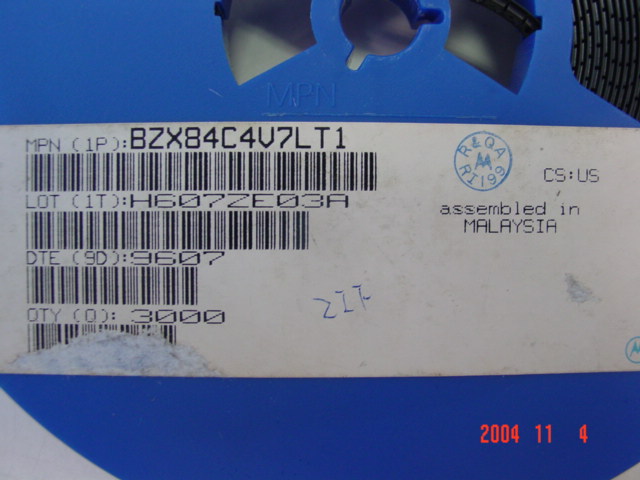 MPN
MPN (1P): BZX84C4V7LT1
LOT (1T): H607ZE03A
DTE (9D): 9607
QTY (Q): 3000
R&QA
RI199
CS:US
assembled in
MALAYSIA
2004 11 4